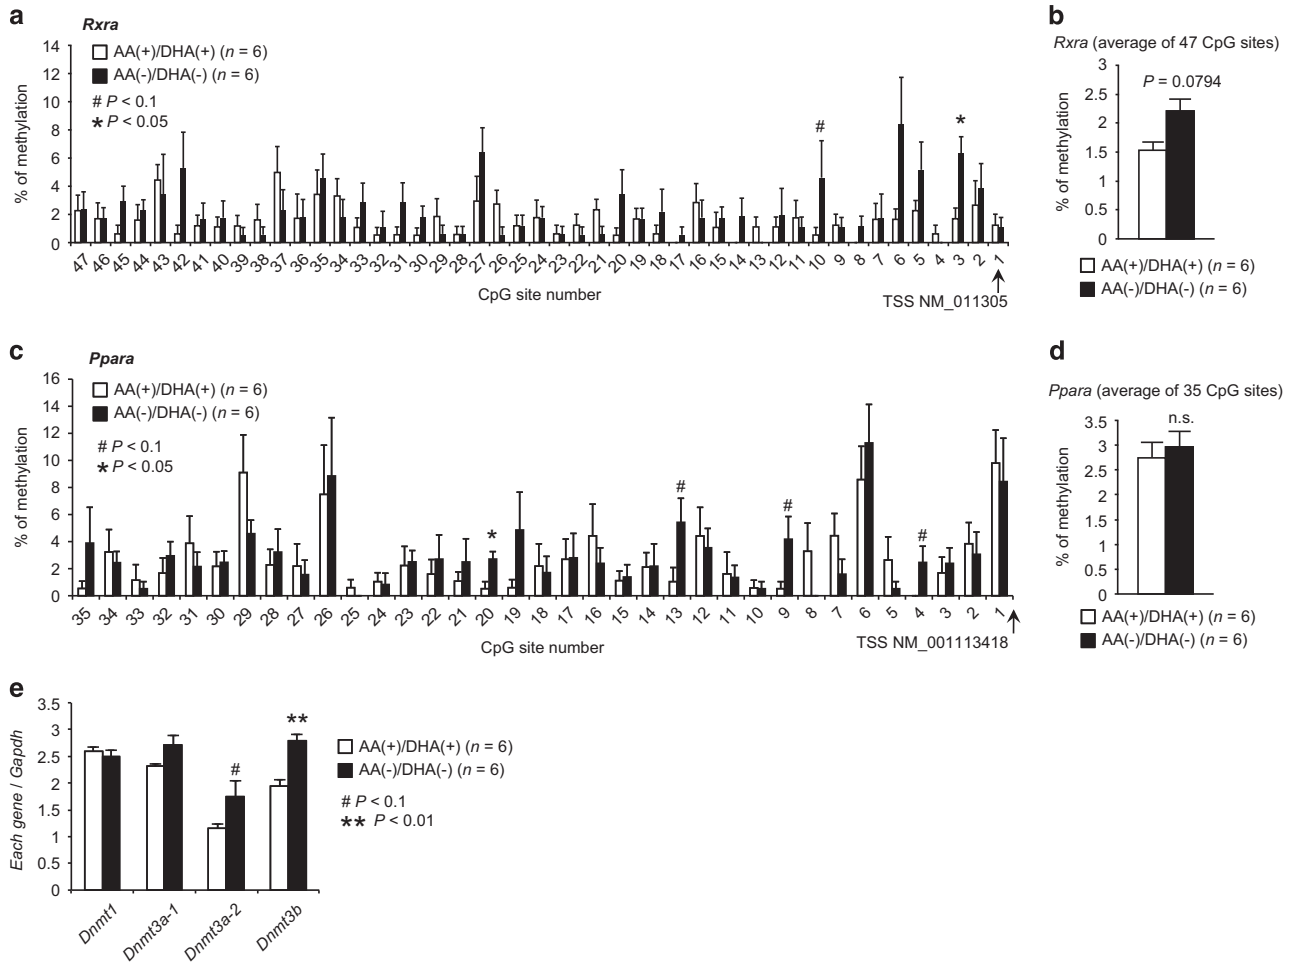 a
Rxra
AA(+)/DHA(+) (n = 6)
AA(-)/DHA(-) (n = 6)
# P < 0.1
* P < 0.05
% of methylation
14
12
10
8
6
4
2
0
47 46 45 44 43 42 41 40 39 38 37 36 35 34 33 32 31 30 29 28 27 26 25 24 23 22 21 20 19 18 17 16 15 14 13 12 11 10 9 8 7 6 5 4 3 2 1
# *
CpG site number
TSS NM_011305
b
Rxra (average of 47 CpG sites)
P = 0.0794
% of methylation
3
2.5
2
1.5
1
0.5
0
AA(+)/DHA(+) (n = 6)
AA(-)/DHA(-) (n = 6)
c
Ppara
AA(+)/DHA(+) (n = 6)
AA(-)/DHA(-) (n = 6)
# P < 0.1
* P < 0.05
% of methylation
16
14
12
10
8
6
4
2
0
* # # #
35 34 33 32 31 30 29 28 27 26 25 24 23 22 21 20 19 18 17 16 15 14 13 12 11 10 9 8 7 6 5 4 3 2 1
CpG site number
TSS NM_001113418
d
Ppara (average of 35 CpG sites)
n.s.
% of methylation
3.5
3
2.5
2
1.5
1
0.5
0
AA(+)/DHA(+) (n = 6)
AA(-)/DHA(-) (n = 6)
e
Each gene / Gapdh
3.5
3
2.5
2
1.5
1
0.5
0
# **
Dnmt1 Dnmt3a-1 Dnmt3a-2 Dnmt3b
AA(+)/DHA(+) (n = 6)
AA(-)/DHA(-) (n = 6)
# P < 0.1
** P < 0.01